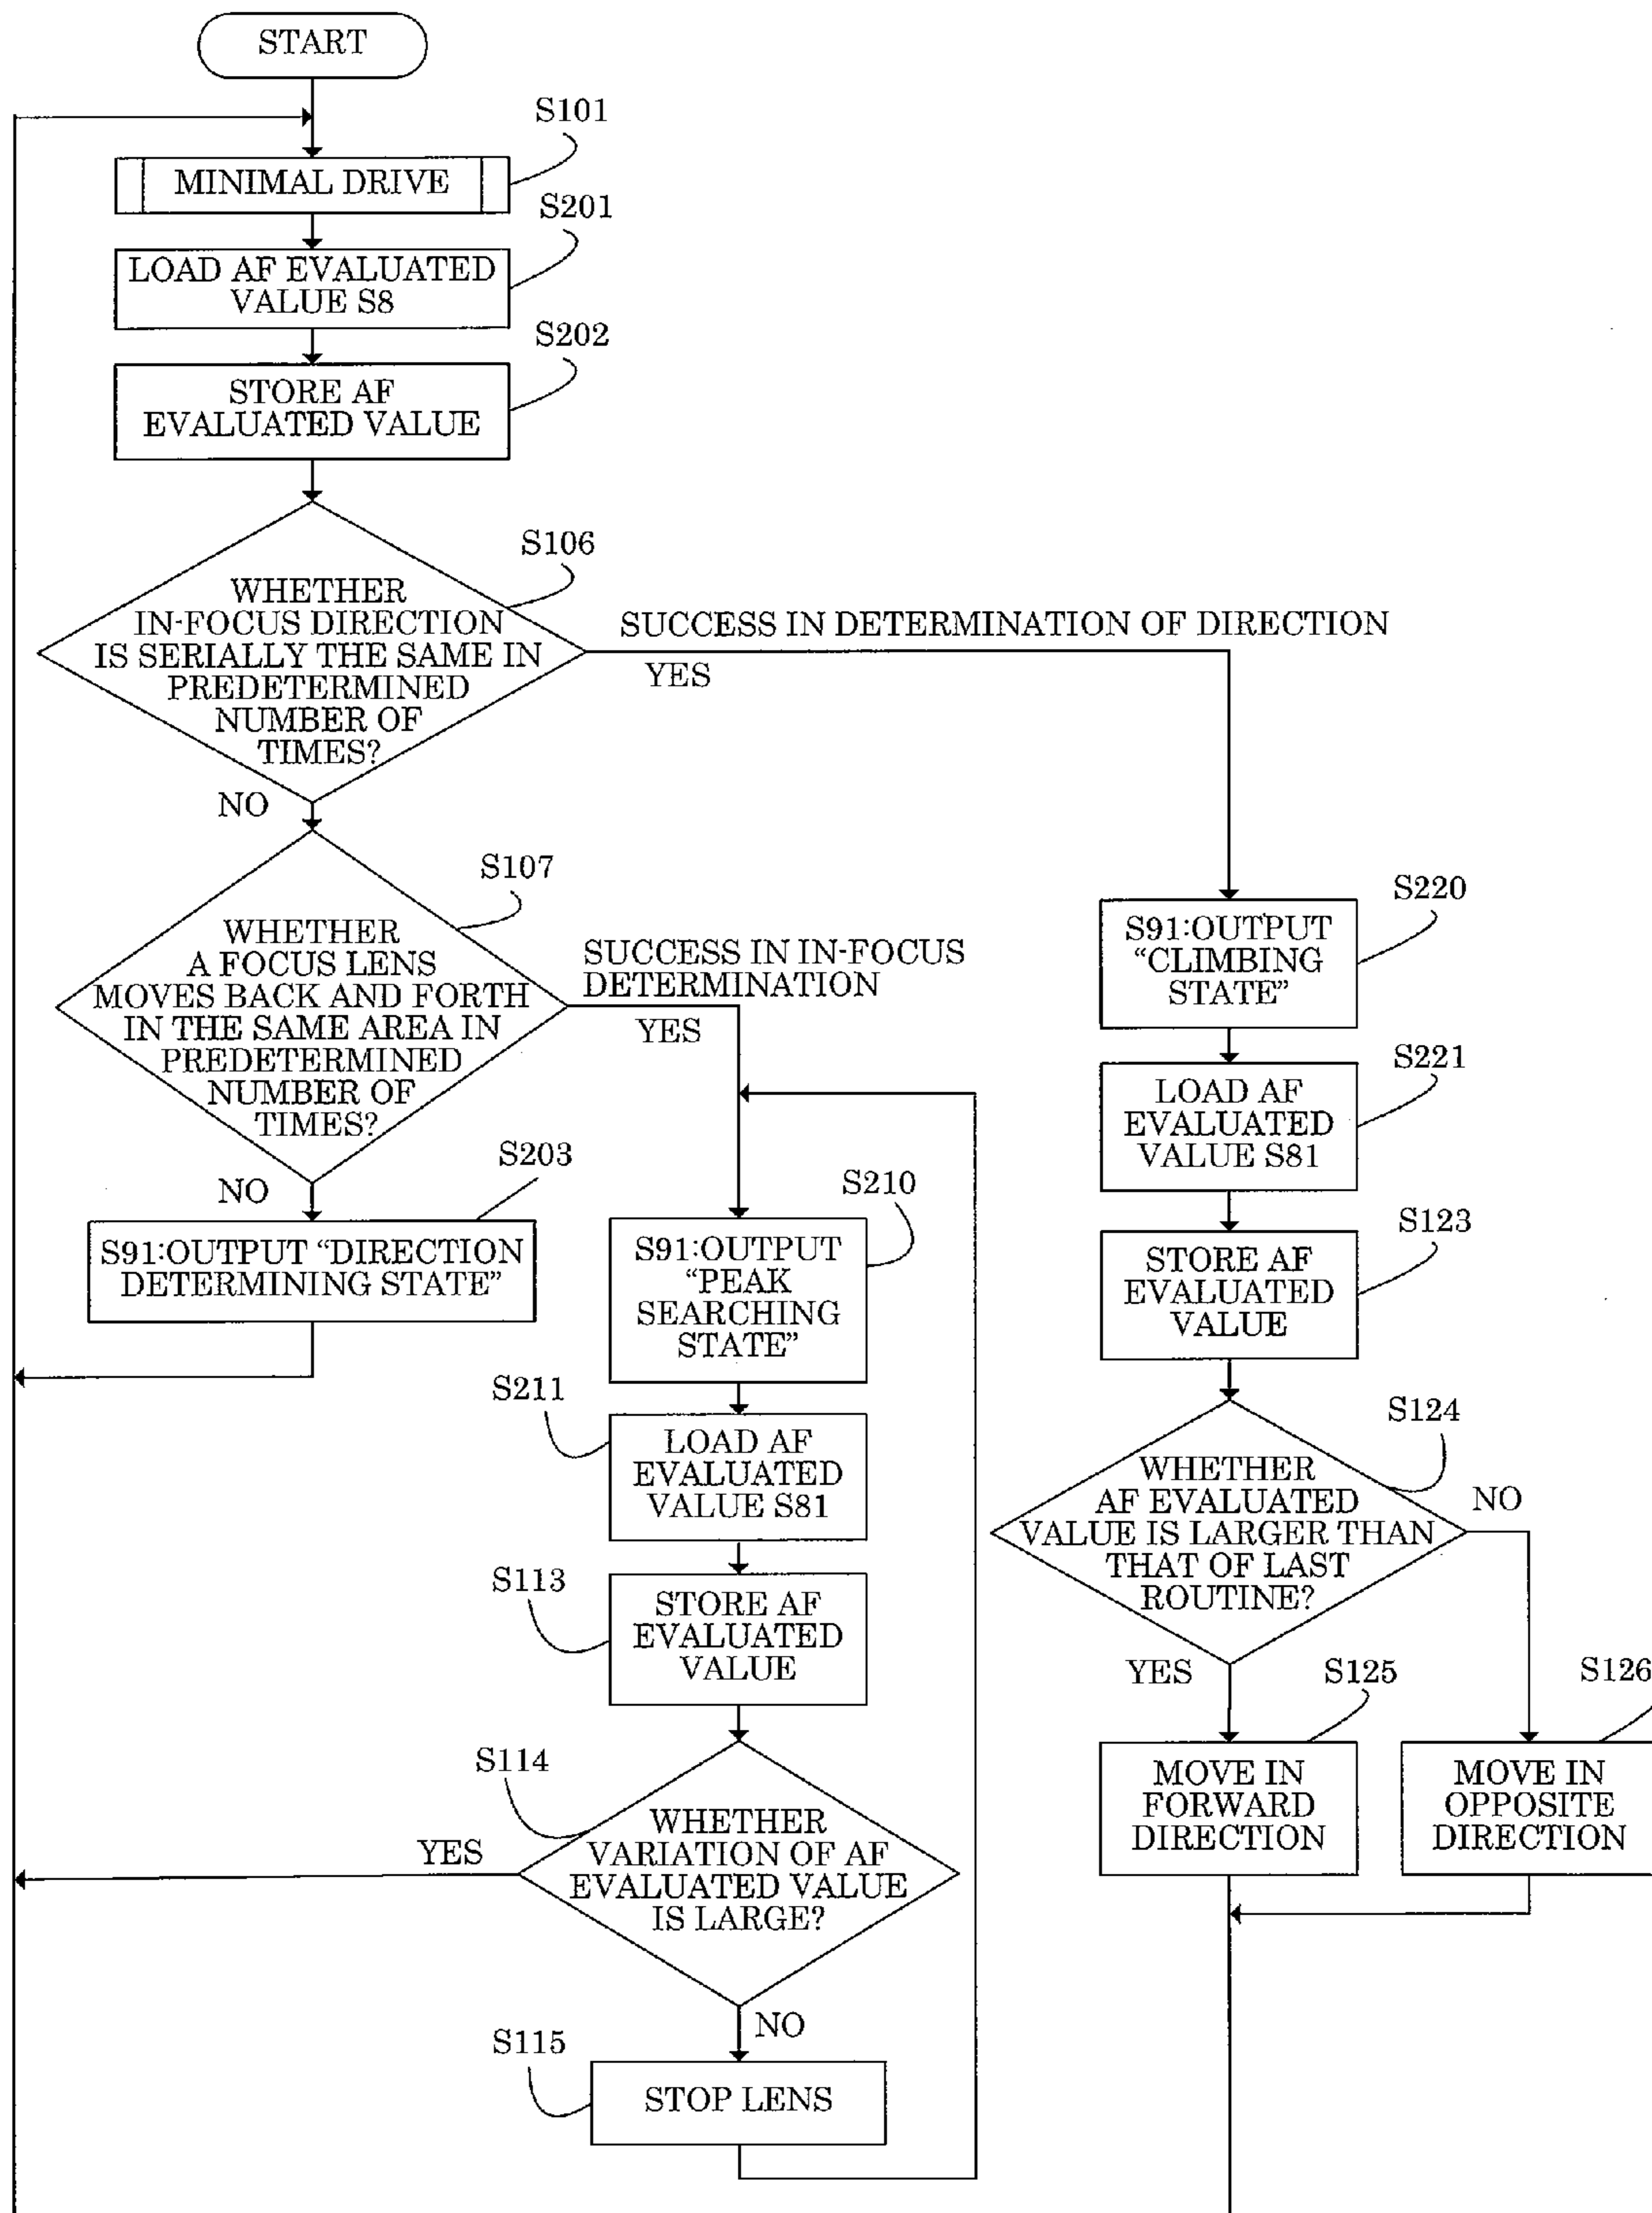 START
S101
MINIMAL DRIVE
S201
LOAD AF EVALUATED
VALUE S8
S202
STORE AF
EVALUATED VALUE
S106
WHETHER
IN-FOCUS DIRECTION
IS SERIALLY THE SAME IN
PREDETERMINED
NUMBER OF
TIMES?
SUCCESS IN DETERMINATION OF DIRECTION
YES
NO
S107
WHETHER
A FOCUS LENS
MOVES BACK AND FORTH
IN THE SAME AREA IN
PREDETERMINED
NUMBER OF
TIMES?
SUCCESS IN IN-FOCUS
DETERMINATION
YES
NO
S203
S91:OUTPUT “DIRECTION
DETERMINING STATE”
S210
S91:OUTPUT
“PEAK
SEARCHING
STATE”
S211
LOAD AF
EVALUATED
VALUE S81
S113
STORE AF
EVALUATED
VALUE
S114
WHETHER
VARIATION OF AF
EVALUATED VALUE
IS LARGE?
YES
NO
S115
STOP LENS
S220
S91:OUTPUT
“CLIMBING
STATE”
S221
LOAD AF
EVALUATED
VALUE S81
S123
STORE AF
EVALUATED
VALUE
S124
WHETHER
AF EVALUATED
VALUE IS LARGER THAN
THAT OF LAST
ROUTINE?
NO
YES
S125
MOVE IN
FORWARD
DIRECTION
S126
MOVE IN
OPPOSITE
DIRECTION